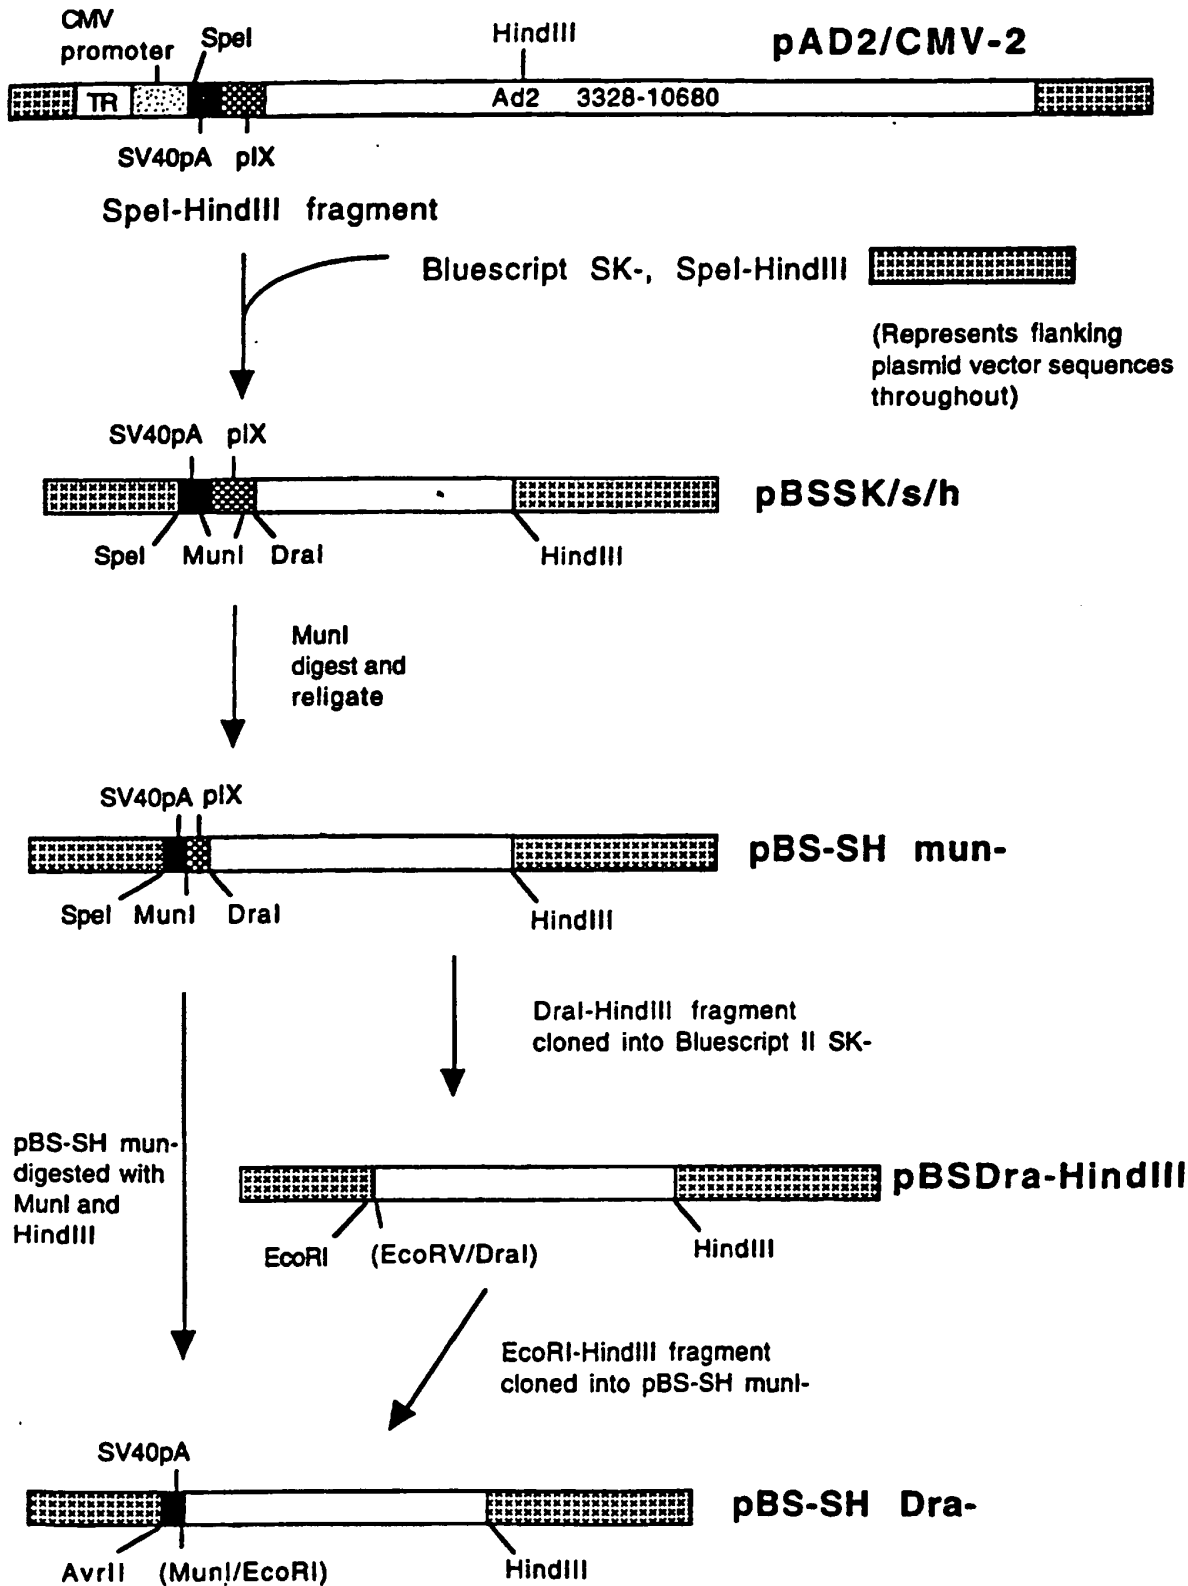 CMV
promoter
SpeI
HindIII
pAD2/CMV-2
TR
Ad2 3328-10680
SV40pA pIX
SpeI-HindIII fragment
Bluescript SK-, SpeI-HindIII
(Represents flanking
plasmid vector sequences
throughout)
SV40pA pIX
pBSSK/s/h
SpeI MunI DraI HindIII
MunI
digest and
religate
SV40pA pIX
pBS-SH mun-
SpeI MunI DraI HindIII
DraI-HindIII fragment
cloned into Bluescript II SK-
pBS-SH mun-
digested with
MunI and
HindIII
pBSDra-HindIII
EcoRI (EcoRV/DraI) HindIII
EcoRI-HindIII fragment
cloned into pBS-SH munI-
SV40pA
pBS-SH Dra-
AvrII (MunI/EcoRI) HindIII